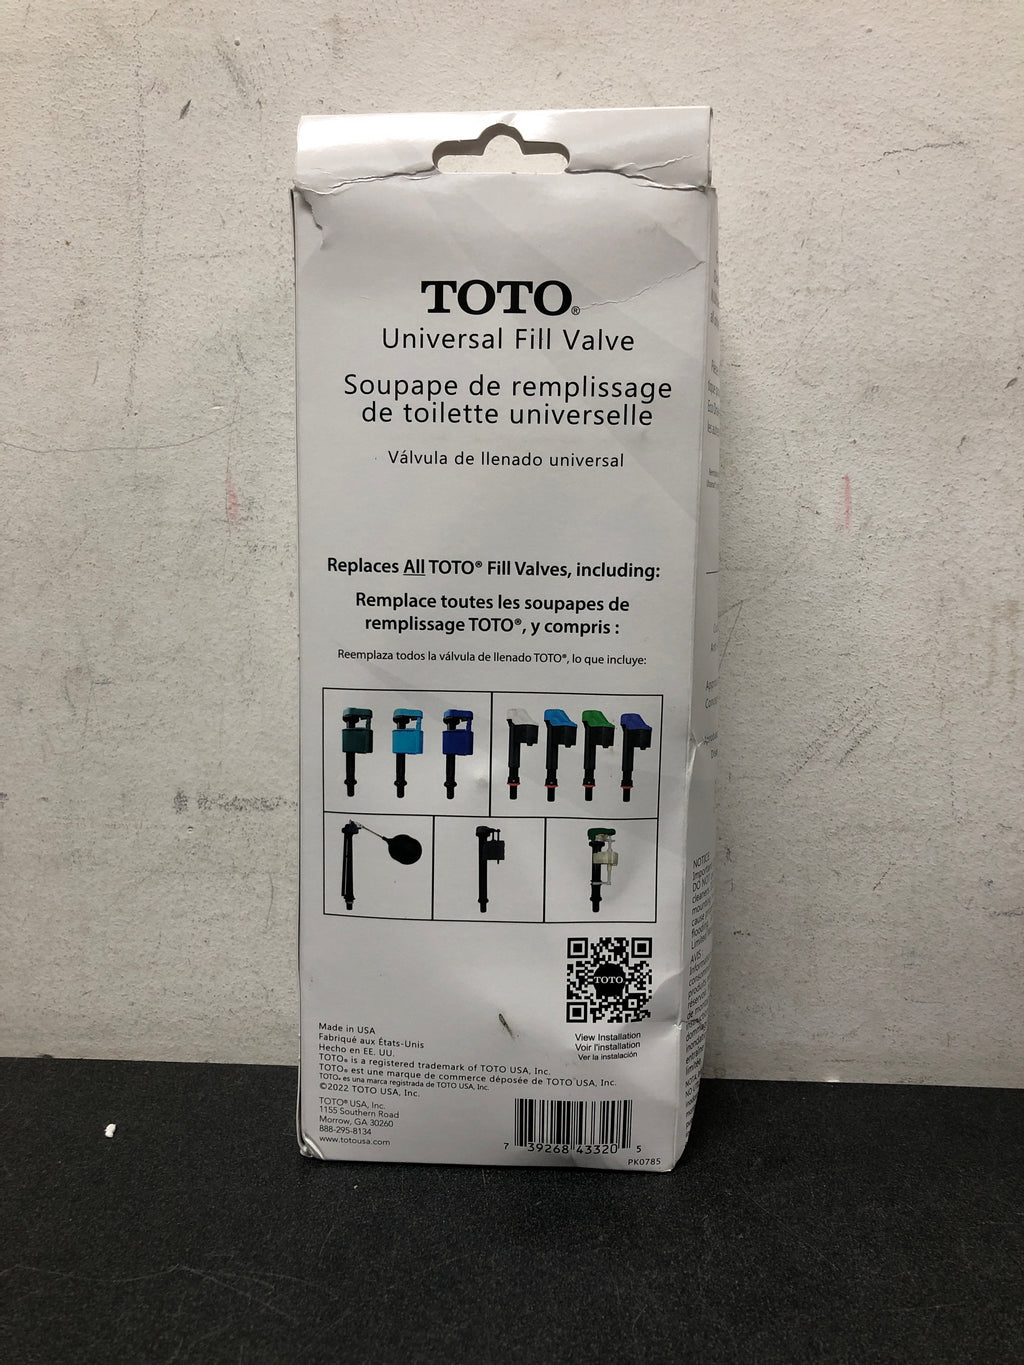 TOTO®
Universal Fill Valve
Soupape de remplissage
de toilette universelle
Válvula de llenado universal
Replaces All TOTO® Fill Valves, including:
Remplace toutes les soupapes de
remplissage TOTO®, y compris :
Reemplaza todos la válvula de llenado TOTO®, lo que incluye:
TOTO
View Installation
Voir l'installation
Ver la instalación
Made in USA
Fabriqué aux États-Unis
Hecho en EE. UU.
TOTO® is a registered trademark of TOTO USA, Inc.
TOTO® est une marque de commerce déposée de TOTO USA, Inc.
TOTO® es una marca registrada de TOTO USA, Inc.
©2022 TOTO USA, Inc.
TOTO® USA, Inc.
1155 Southern Road
Morrow, GA 30260
888-295-8134
www.totousa.com
7 39268 43320 5
PK0785
NOTICE
DO NOT
AVIS